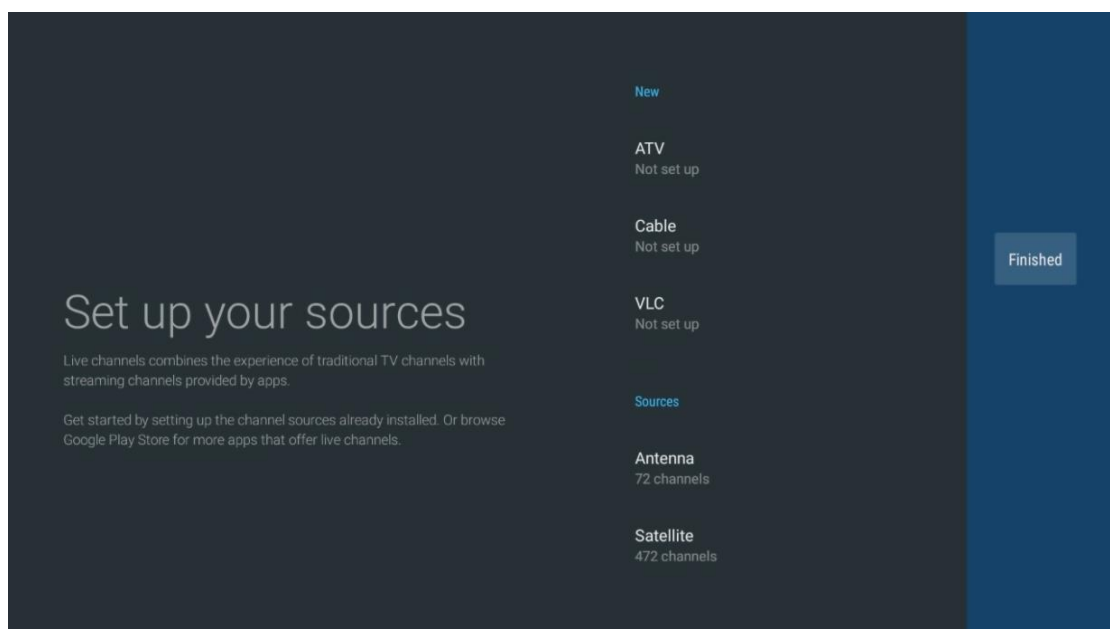 Set up your sources
Live channels combines the experience of traditional TV channels with
streaming channels provided by apps.
Get started by setting up the channel sources already installed. Or browse
Google Play Store for more apps that offer live channels.
New
ATV
Not set up
Cable
Not set up
VLC
Not set up
Sources
Antenna
72 channels
Satellite
472 channels
Finished